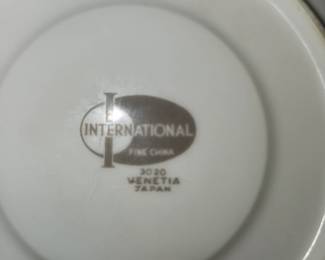 INTERNATIONAL
FINE CHINA
3020
VENETIA
JAPAN